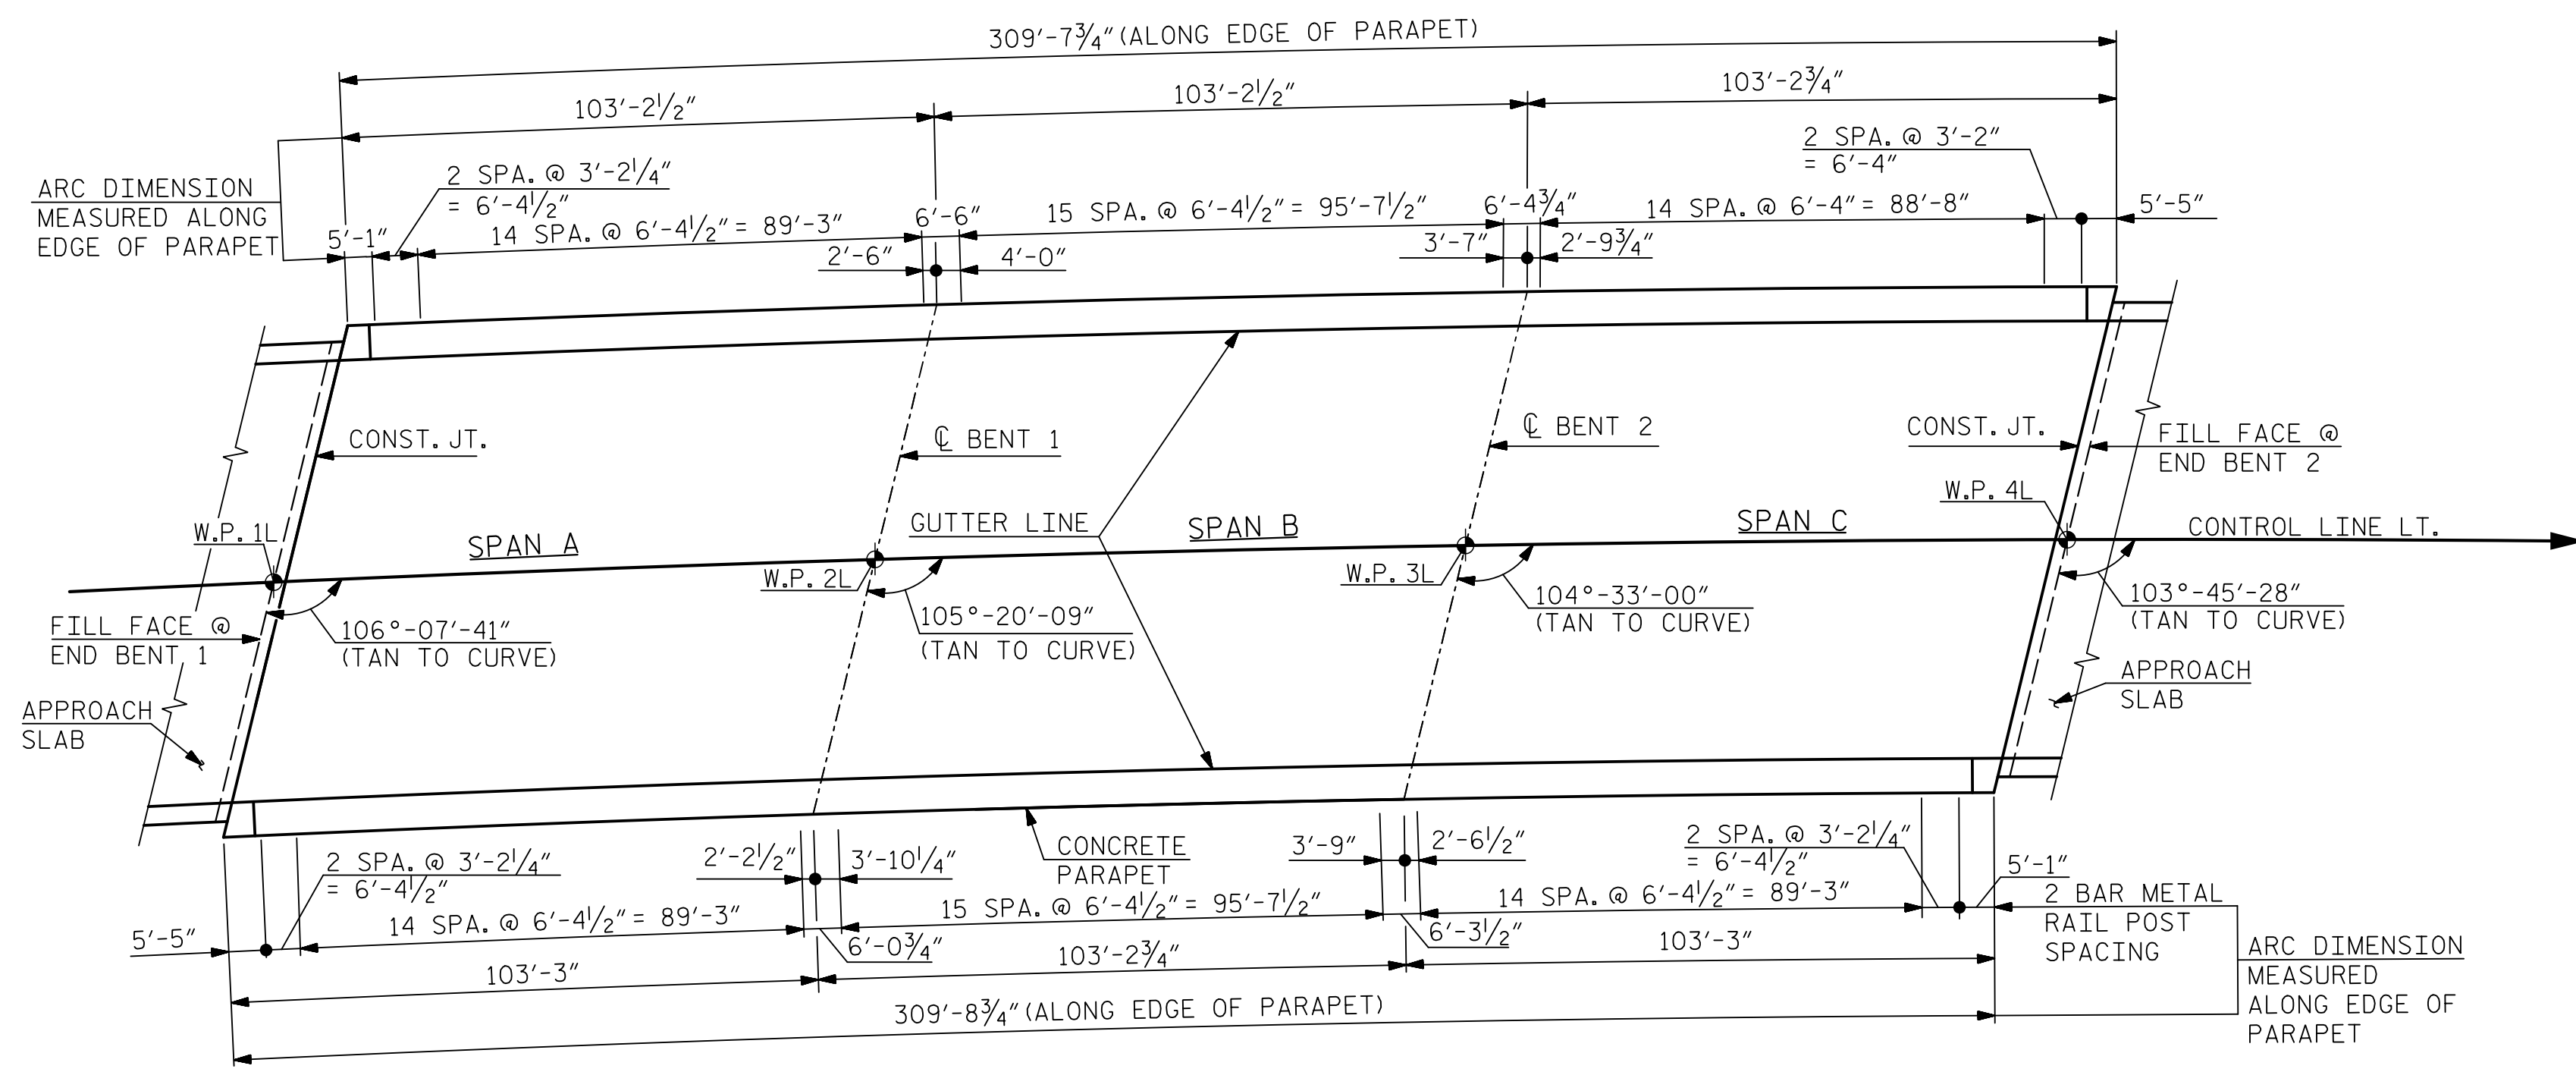 309'-7¾" (ALONG EDGE OF PARAPET)
103'-2½"
103'-2½"
103'-2¾"
2 SPA. @ 3'-2"
= 6'-4"
ARC DIMENSION
MEASURED ALONG
EDGE OF PARAPET
2 SPA. @ 3'-2¼"
= 6'-4½"
5'-1"
14 SPA. @ 6'-4½" = 89'-3"
6'-6"
15 SPA. @ 6'-4½" = 95'-7½"
6'-4¾"
14 SPA. @ 6'-4" = 88'-8"
5'-5"
2'-6"
4'-0"
3'-7"
2'-9¾"
CONST. JT.
℄ BENT 1
℄ BENT 2
CONST. JT.
FILL FACE @
END BENT 2
W.P. 1L
SPAN A
W.P. 2L
GUTTER LINE
SPAN B
W.P. 3L
SPAN C
W.P. 4L
CONTROL LINE LT.
FILL FACE @
END BENT 1
106°-07'-41"
(TAN TO CURVE)
105°-20'-09"
(TAN TO CURVE)
104°-33'-00"
(TAN TO CURVE)
103°-45'-28"
(TAN TO CURVE)
APPROACH
SLAB
APPROACH
SLAB
2 SPA. @ 3'-2¼"
= 6'-4½"
2'-2½"
3'-10¼"
CONCRETE
PARAPET
3'-9"
2'-6½"
2 SPA. @ 3'-2¼"
= 6'-4½"
5'-1"
5'-5"
14 SPA. @ 6'-4½" = 89'-3"
6'-0¾"
15 SPA. @ 6'-4½" = 95'-7½"
6'-3½"
14 SPA. @ 6'-4½" = 89'-3"
2 BAR METAL
RAIL POST
SPACING
103'-3"
103'-2¾"
103'-3"
309'-8¾" (ALONG EDGE OF PARAPET)
ARC DIMENSION
MEASURED
ALONG EDGE OF
PARAPET